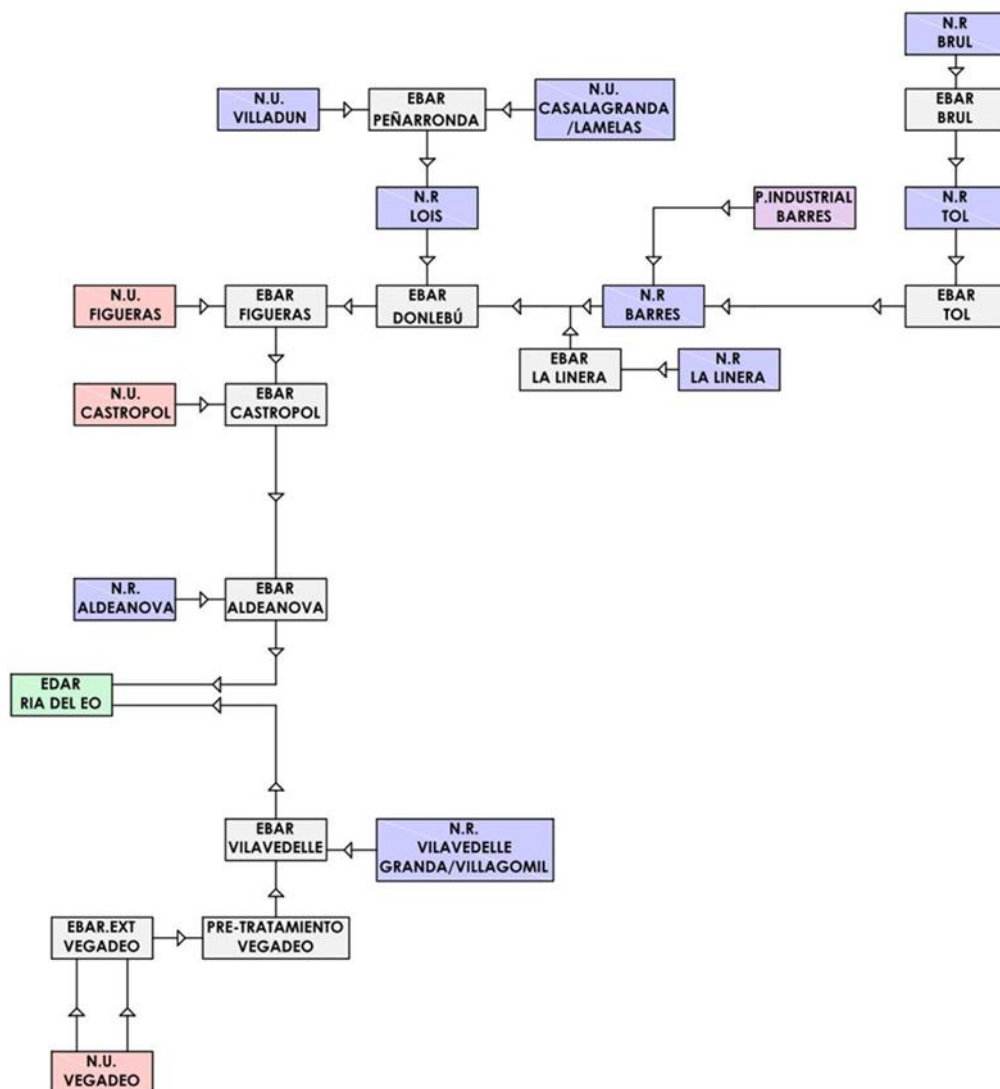 N.R
BRUL
N.U.
VILLADUN
EBAR
PEÑARRONDA
N.U.
CASALAGRANDA
/LAMELAS
EBAR
BRUL
N.R
LOIS
P.INDUSTRIAL
BARRES
N.R
TOL
N.U.
FIGUERAS
EBAR
FIGUERAS
EBAR
DONLEBÚ
N.R
BARRES
EBAR
TOL
EBAR
LA LINERA
N.R
LA LINERA
N.U.
CASTROPOL
EBAR
CASTROPOL
N.R.
ALDEANOVA
EBAR
ALDEANOVA
EDAR
RIA DEL EO
EBAR
VILAVEDELLE
N.R.
VILAVEDELLE
GRANDA/VILLAGOMIL
EBAR.EXT
VEGADEO
PRE-TRATAMIENTO
VEGADEO
N.U.
VEGADEO